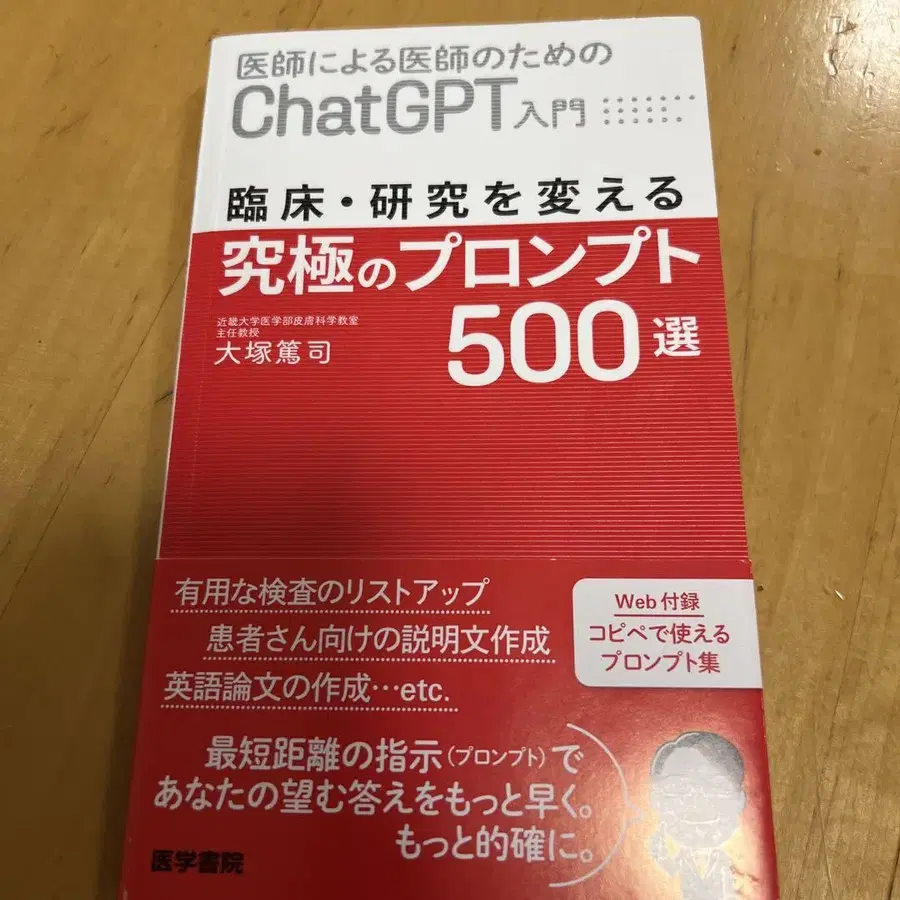 医師による医師のための
ChatGPT入門
臨床・研究を変える
究極のプロンプト
500選
近畿大学医学部皮膚科学教室
主任教授
大塚篤司
有用な検査のリストアップ
患者さん向けの説明文作成
英語論文の作成…etc.
Web付録
コピペで使える
プロンプト集
最短距離の指示(プロンプト)で
あなたの望む答えをもっと早く。
もっと的確に。
医学書院